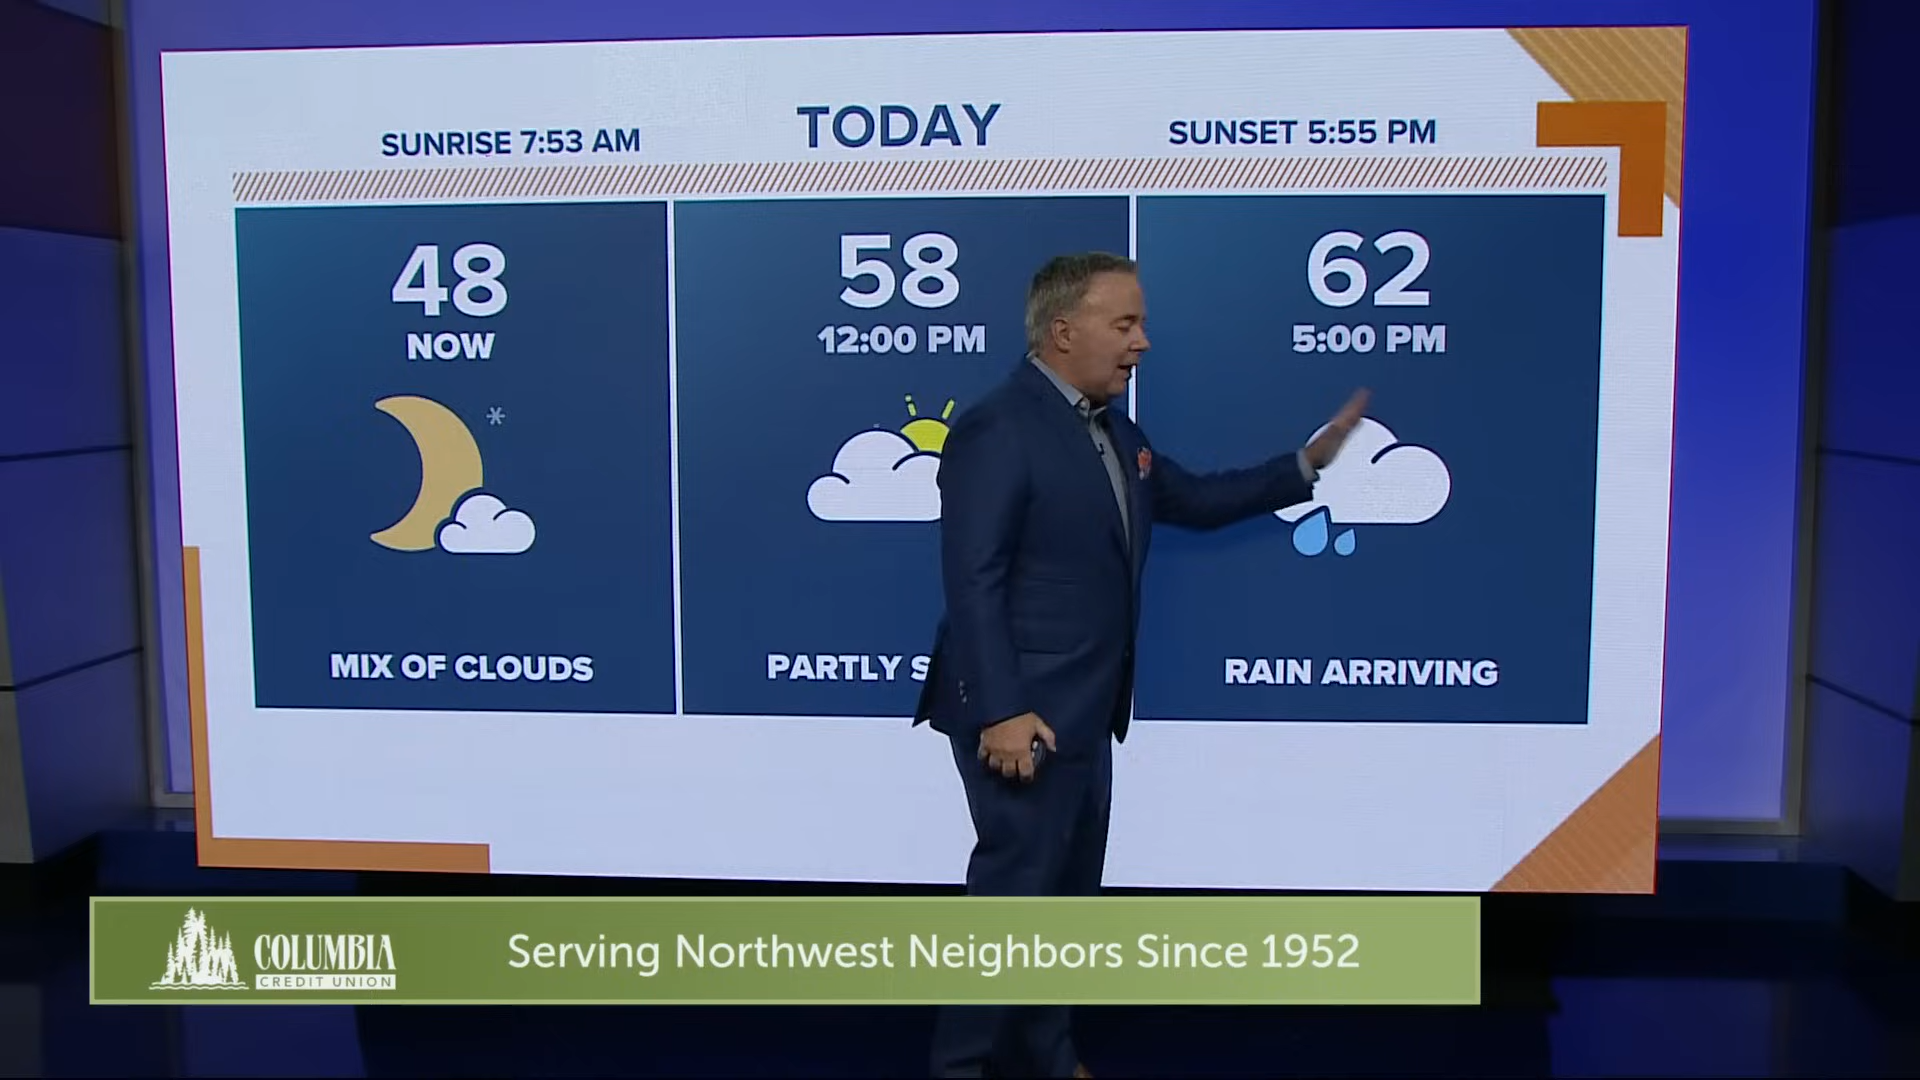 TODAY
SUNRISE 7:53 AM
SUNSET 5:55 PM
48
NOW
MIX OF CLOUDS
58
12:00 PM
PARTLY
62
5:00 PM
RAIN ARRIVING
COLUMBIA
CREDIT UNION
Serving Northwest Neighbors Since 1952